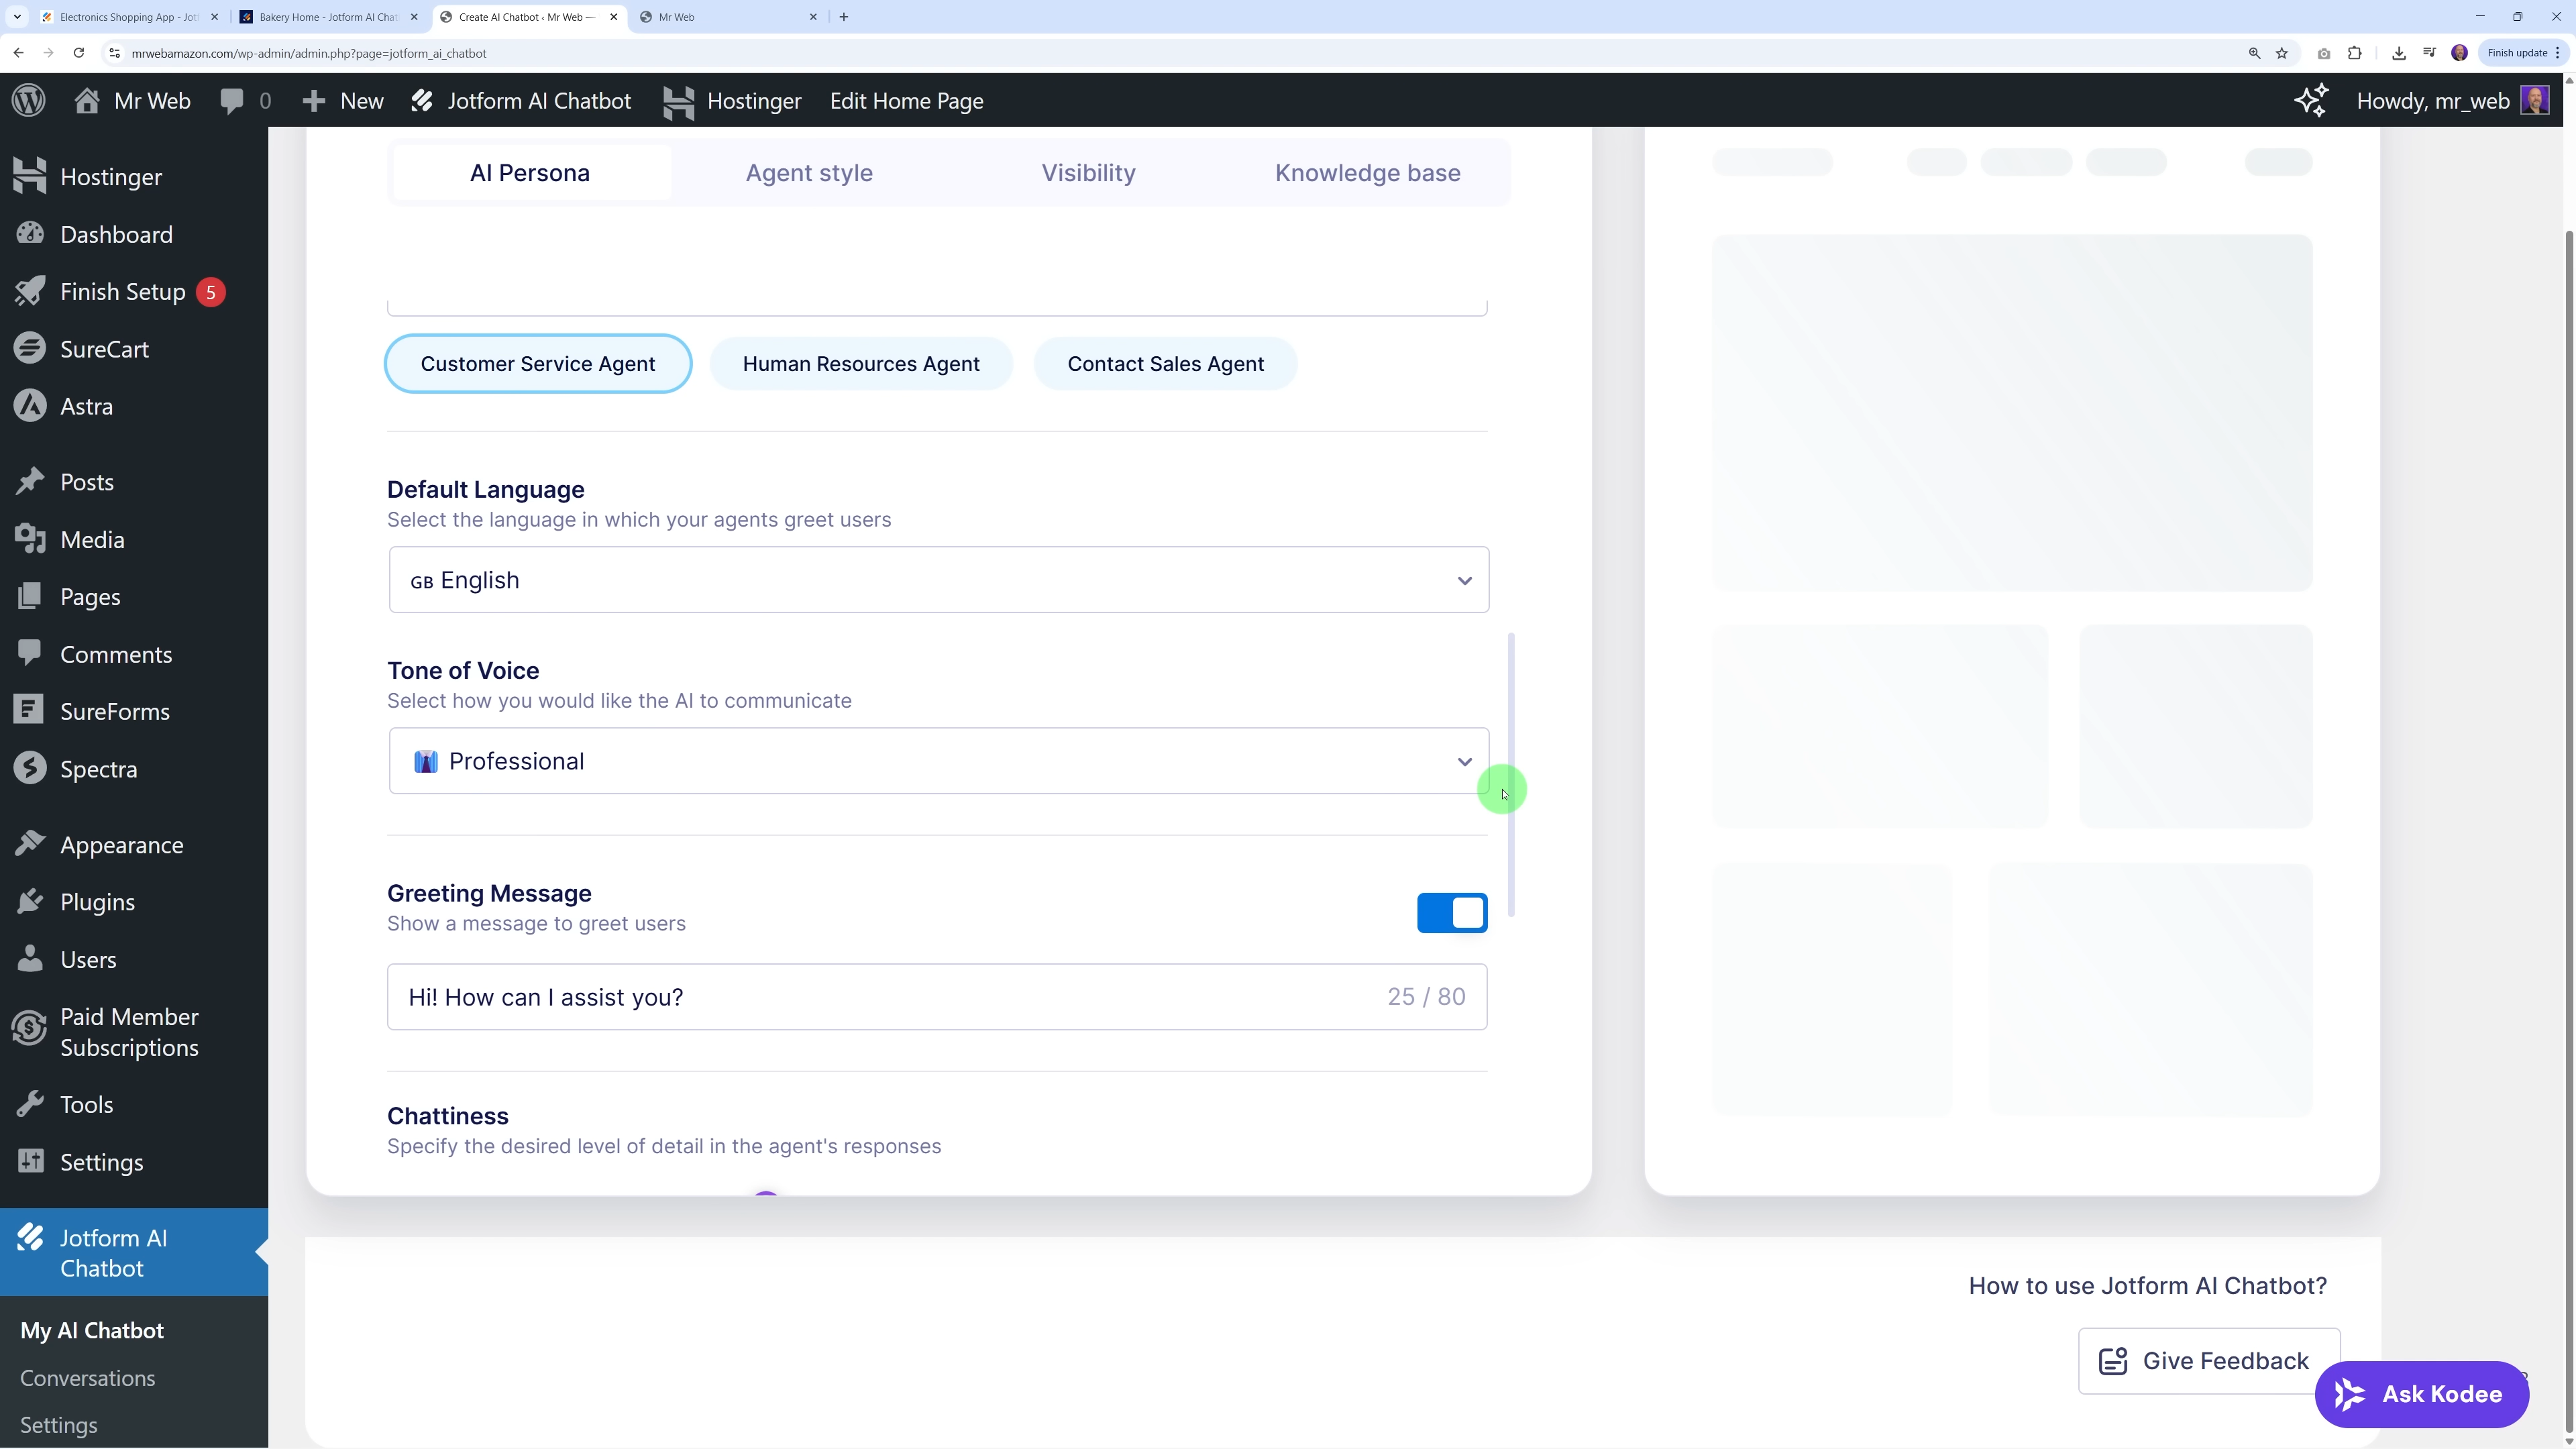 Electronics Shopping App - Jot
Bakery Home - Jotform AI Chat
Create AI Chatbot ‹ Mr Web —
Mr Web
mrwebamazon.com/wp-admin/admin.php?page=jotform_ai_chatbot
Finish update
Mr Web
0
New
Jotform AI Chatbot
Hostinger
Edit Home Page
Howdy, mr_web
Hostinger
Dashboard
Finish Setup 5
SureCart
Astra
Posts
Media
Pages
Comments
SureForms
Spectra
Appearance
Plugins
Users
Paid Member
Subscriptions
Tools
Settings
Jotform AI
Chatbot
My AI Chatbot
Conversations
Settings
AI Persona
Agent style
Visibility
Knowledge base
Customer Service Agent
Human Resources Agent
Contact Sales Agent
Default Language
Select the language in which your agents greet users
GB English
Tone of Voice
Select how you would like the AI to communicate
Professional
Greeting Message
Show a message to greet users
Hi! How can I assist you?
25 / 80
Chattiness
Specify the desired level of detail in the agent's responses
How to use Jotform AI Chatbot?
Give Feedback
Ask Kodee